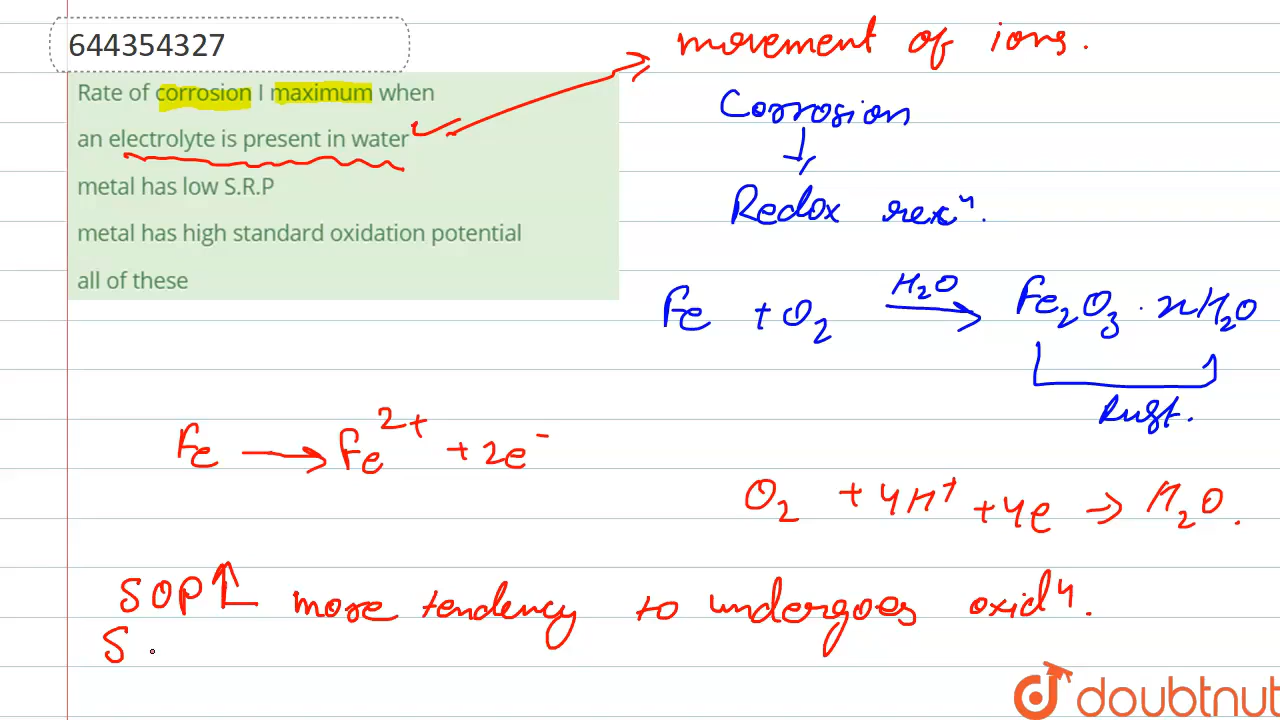 644354327
Rate of corrosion I maximum when
an electrolyte is present in water
metal has low S.R.P
metal has high standard oxidation potential
all of these
movement of ions.
Corrosion
↓
Redox rexⁿ.
Fe + O₂ —H₂O→ Fe₂O₃ · xH₂O
Rust.
Fe → Fe²⁺ + 2e⁻
O₂ + 4H⁺ + 4e → H₂O.
SOP↑ more tendency to undergoes oxidⁿ.
S
doubtnut